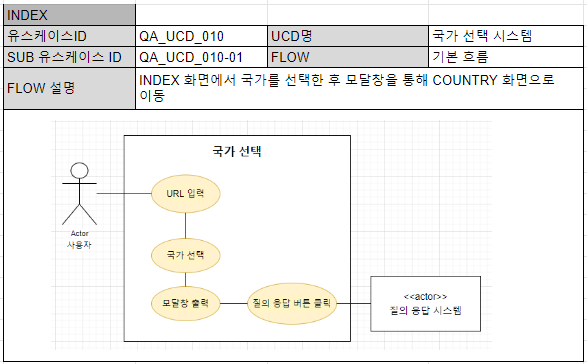 INDEX
유스케이스ID QA_UCD_010 UCD명 국가 선택 시스템
SUB 유스케이스 ID QA_UCD_010-01 FLOW 기본 흐름
FLOW 설명 INDEX 화면에서 국가를 선택한 후 모달창을 통해 COUNTRY 화면으로
이동
국가 선택
URL 입력
Actor
사용자
국가 선택
모달창 출력 질의 응답 버튼 클릭
<<actor>>
질의 응답 시스템